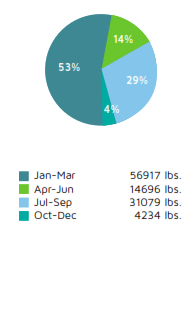 14%
53%
29%
4%
Jan-Mar 56917 lbs.
Apr-Jun 14696 lbs.
Jul-Sep 31079 lbs.
Oct-Dec 4234 lbs.